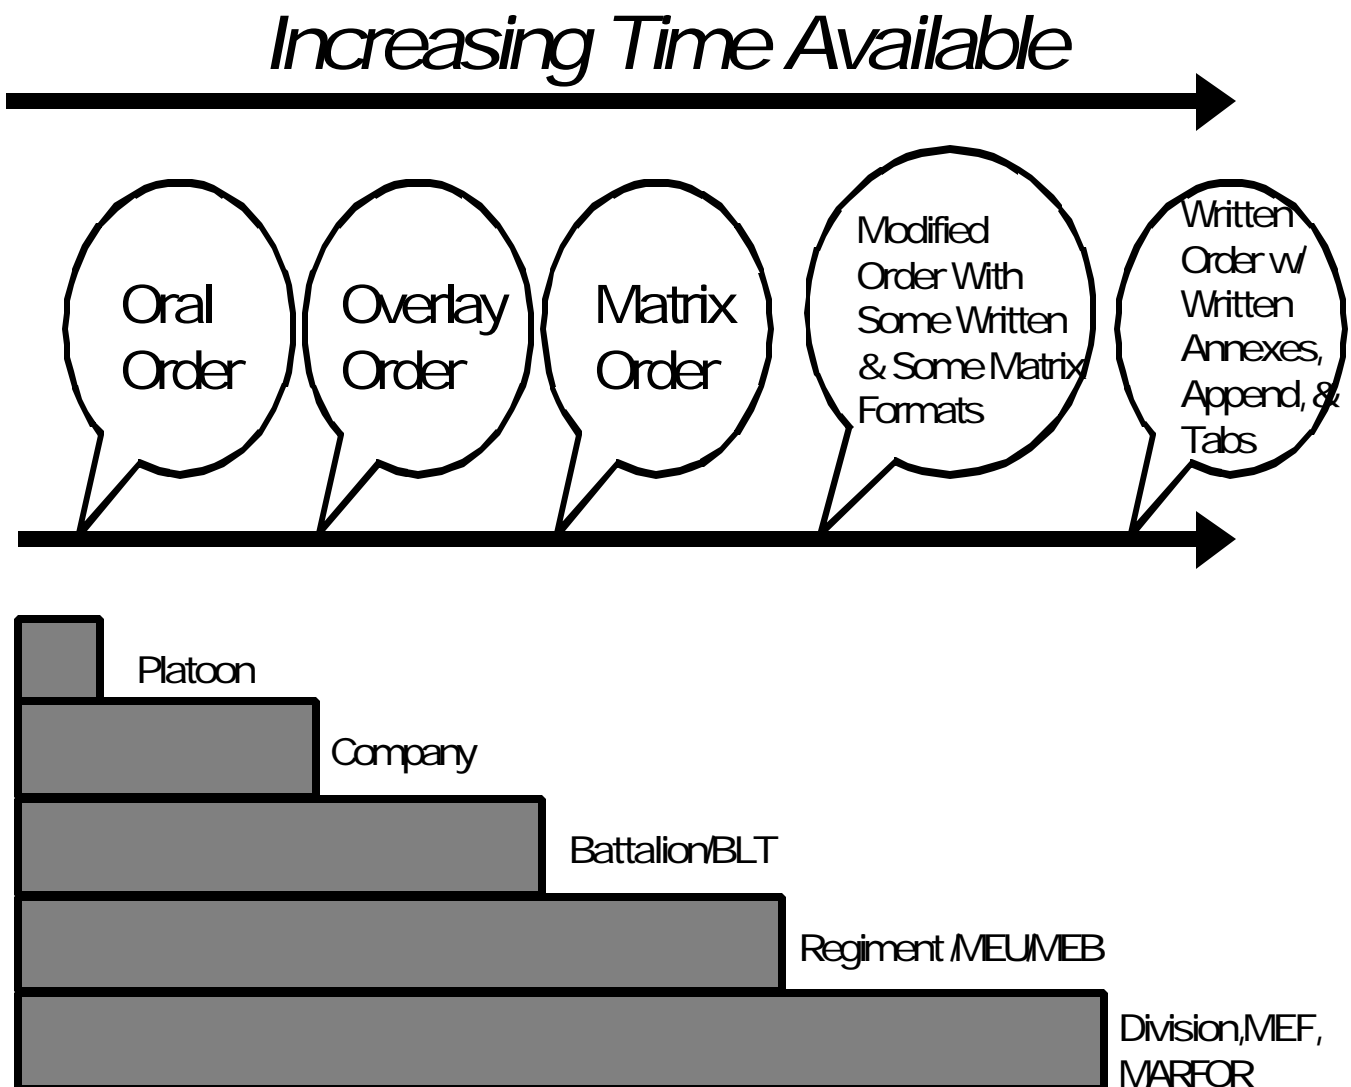 Increasing Time Available
Oral
Order
Overlay
Order
Matrix
Order
Modified
Order With
Some Written
& Some Matrix
Formats
Written
Order w/
Written
Annexes,
Append, &
Tabs
Platoon
Company
Battalion/BLT
Regiment /MEU/MEB
Division,MEF,
MARFOR